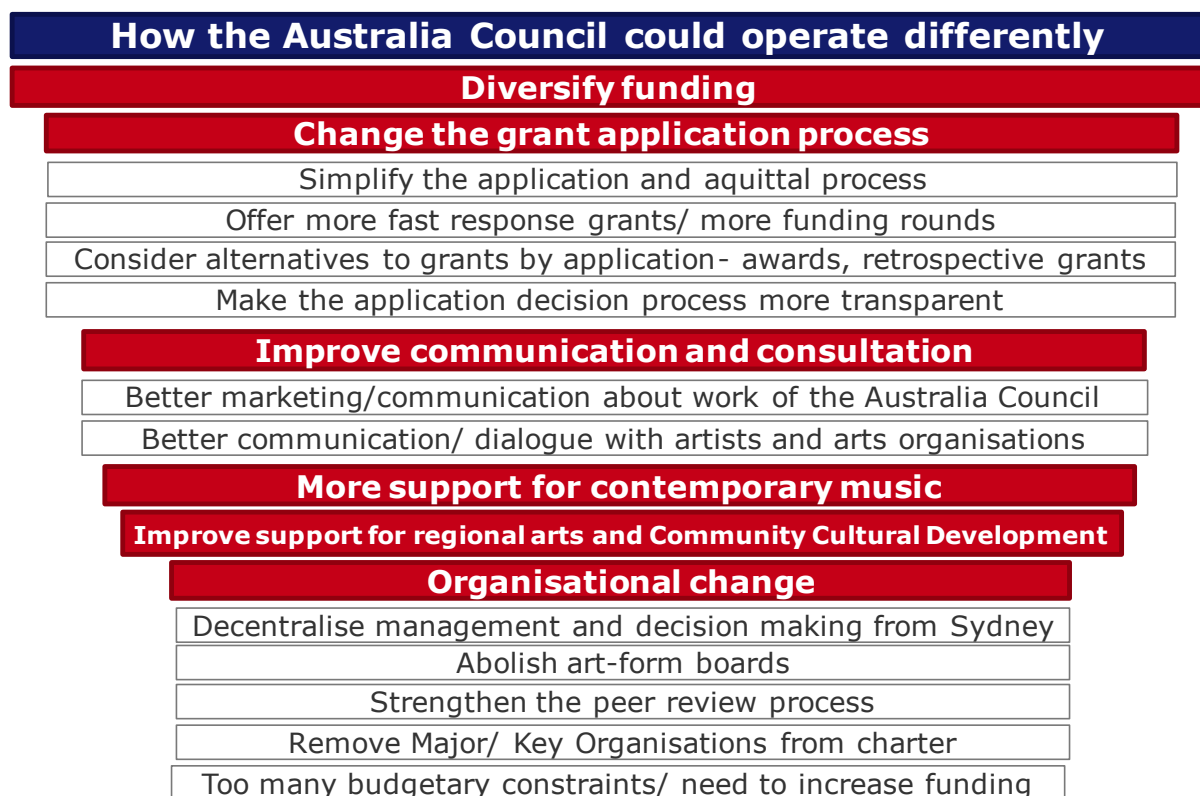 How the Australia Council could operate differently
Diversify funding
Change the grant application process
Simplify the application and aquittal process
Offer more fast response grants/ more funding rounds
Consider alternatives to grants by application- awards, retrospective grants
Make the application decision process more transparent
Improve communication and consultation
Better marketing/communication about work of the Australia Council
Better communication/ dialogue with artists and arts organisations
More support for contemporary music
Improve support for regional arts and Community Cultural Development
Organisational change
Decentralise management and decision making from Sydney
Abolish art-form boards
Strengthen the peer review process
Remove Major/ Key Organisations from charter
Too many budgetary constraints/ need to increase funding